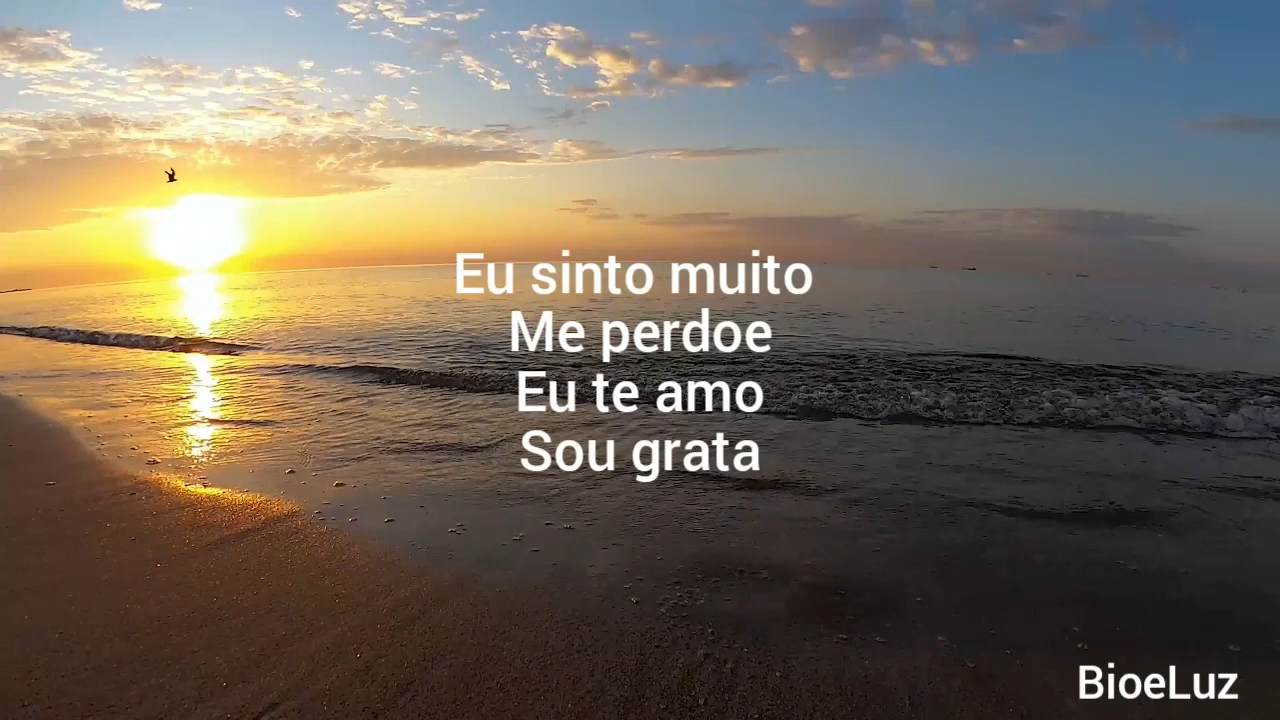 Eu sinto muito
Me perdoe
Eu te amo
Sou grata
BioeLuz